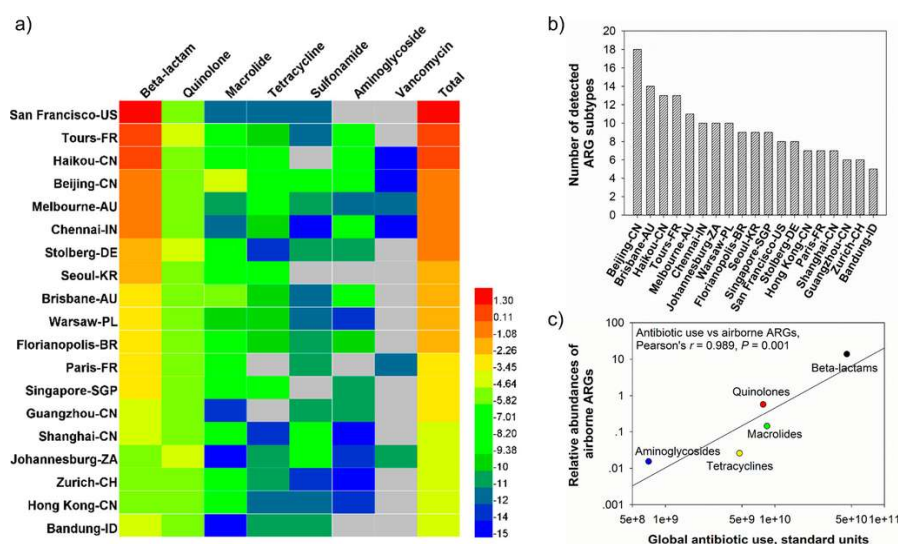 a)
Beta-lactam
Quinolone
Macrolide
Tetracycline
Sulfonamide
Aminoglycoside
Vancomycin
Total
San Francisco-US
Tours-FR
Haikou-CN
Beijing-CN
Melbourne-AU
Chennai-IN
Stolberg-DE
Seoul-KR
Brisbane-AU
Warsaw-PL
Florianopolis-BR
Paris-FR
Singapore-SGP
Guangzhou-CN
Shanghai-CN
Johannesburg-ZA
Zurich-CH
Hong Kong-CN
Bandung-ID
1.30
0.11
-1.08
-2.26
-3.45
-4.64
-5.82
-7.01
-8.20
-9.38
-10
-11
-12
-14
-15
b)
Number of detected
ARG subtypes
20
18
16
14
12
10
8
6
4
2
0
Beijing-CN
Brisbane-AU
Haikou-CN
Tours-FR
Melbourne-AU
Chennai-IN
Johannesburg-ZA
Warsaw-PL
Florianopolis-BR
Seoul-KR
Singapore-SGP
San Francisco-US
Stolberg-DE
Hong Kong-CN
Paris-FR
Shanghai-CN
Guangzhou-CN
Zurich-CH
Bandung-ID
c)
Relative abundances of
airborne ARGs
100
10
1
.1
.01
.001
Antibiotic use vs airborne ARGs,
Pearson's r = 0.989, P = 0.001
Beta-lactams
Quinolones
Macrolides
Aminoglycosides
Tetracyclines
5e+8 1e+9 5e+9 1e+10 5e+101e+11
Global antibiotic use, standard units